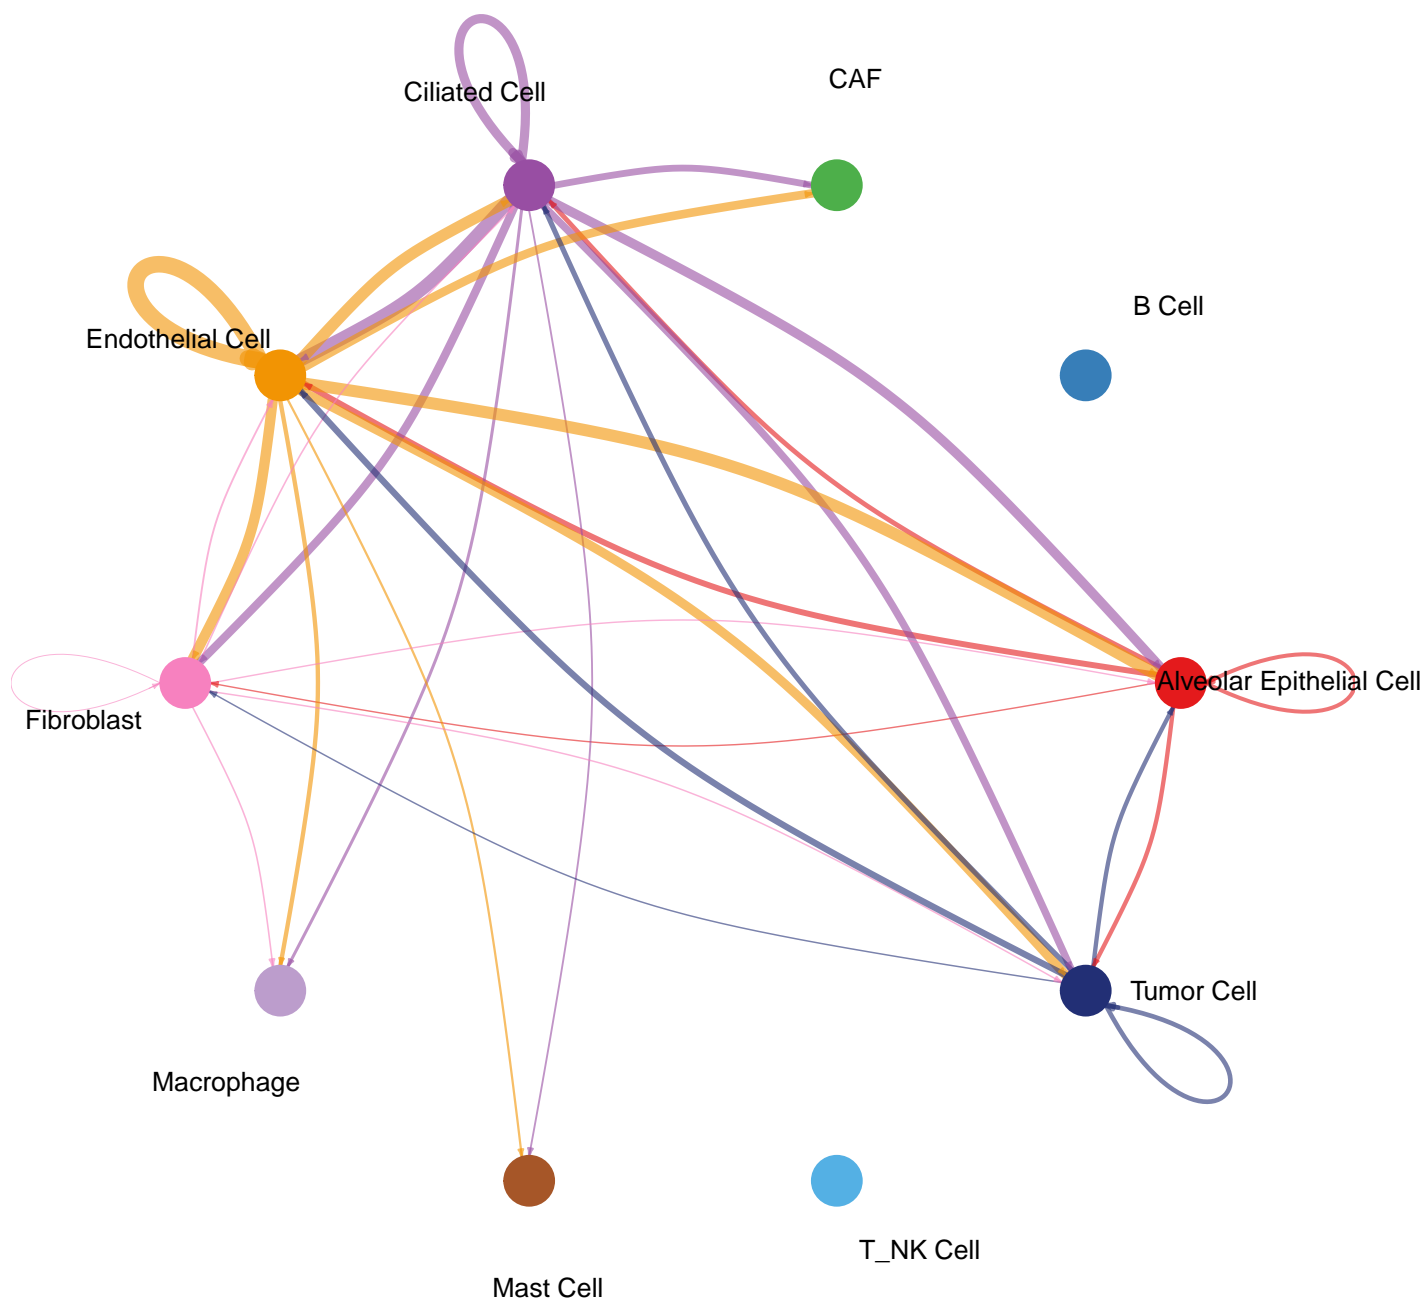 CAF
Ciliated Cell
B Cell
Endothelial Cell
Alveolar Epithelial Cell
Fibroblast
Tumor Cell
Macrophage
T_NK Cell
Mast Cell